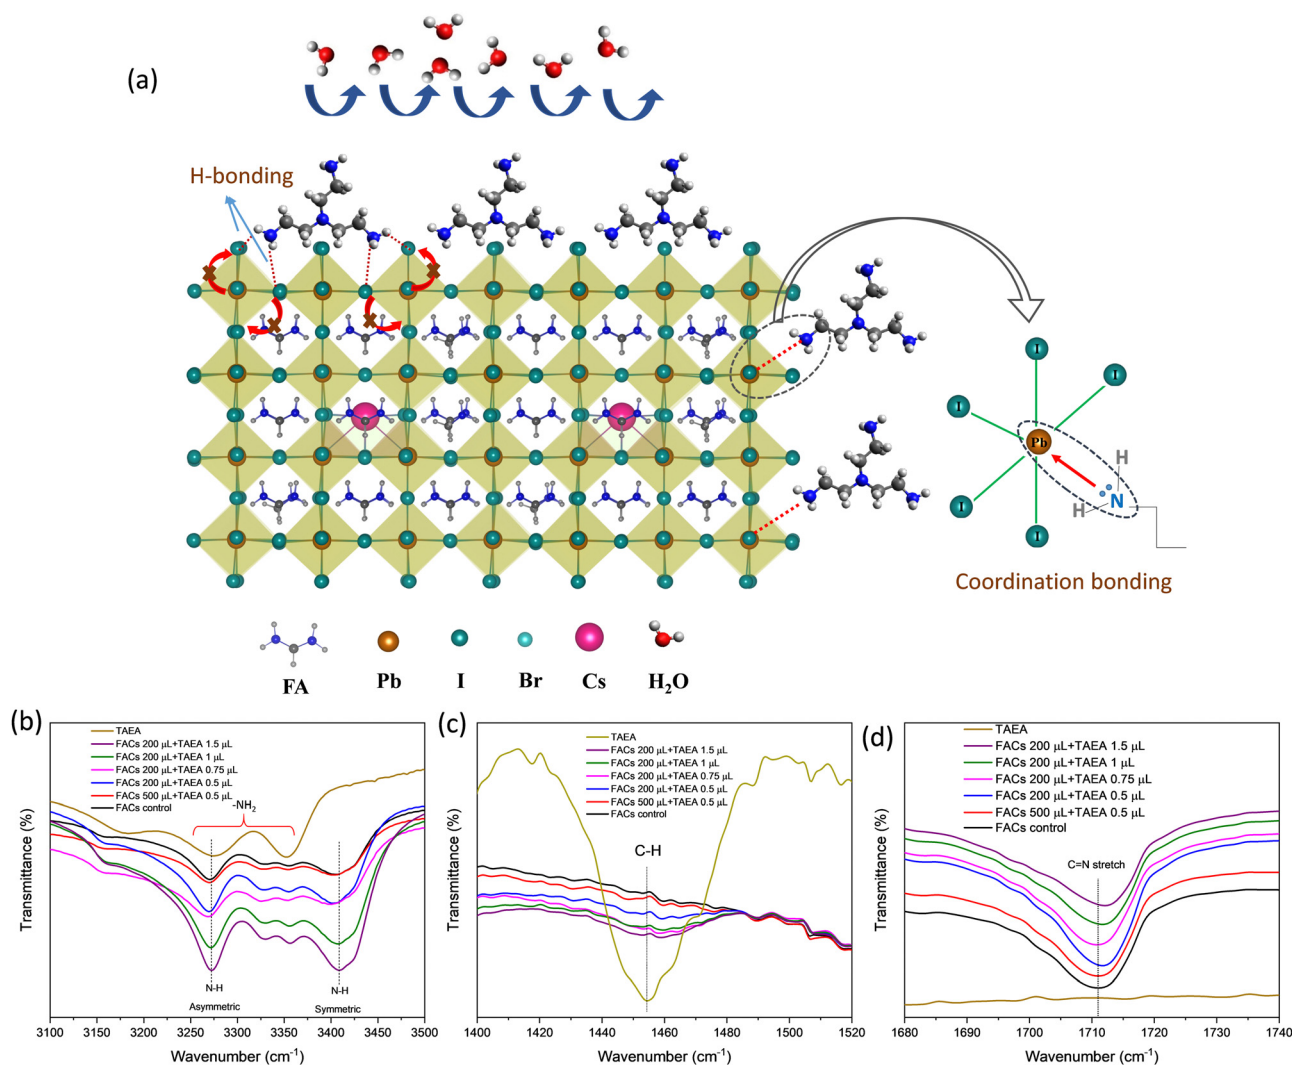 (a)
H-bonding
I
I
I
Pb
H
N
H
I
I
Coordination bonding
FA
Pb
I
Br
Cs
H₂O
(b)
TAEA
FACs 200 μL+TAEA 1.5 μL
FACs 200 μL+TAEA 1 μL
FACs 200 μL+TAEA 0.75 μL
FACs 200 μL+TAEA 0.5 μL
FACs 500 μL+TAEA 0.5 μL
FACs control
-NH₂
N-H
Asymmetric
N-H
Symmetric
Transmittance (%)
3100 3150 3200 3250 3300 3350 3400 3450 3500
Wavenumber (cm⁻¹)
(c)
TAEA
FACs 200 μL+TAEA 1.5 μL
FACs 200 μL+TAEA 1 μL
FACs 200 μL+TAEA 0.75 μL
FACs 200 μL+TAEA 0.5 μL
FACs 500 μL+TAEA 0.5 μL
FACs control
C-H
Transmittance (%)
1400 1420 1440 1460 1480 1500 1520
Wavenumber (cm⁻¹)
(d)
TAEA
FACs 200 μL+TAEA 1.5 μL
FACs 200 μL+TAEA 1 μL
FACs 200 μL+TAEA 0.75 μL
FACs 200 μL+TAEA 0.5 μL
FACs 500 μL+TAEA 0.5 μL
FACs control
C=N stretch
Transmittance (%)
1680 1690 1700 1710 1720 1730 1740
Wavenumber (cm⁻¹)